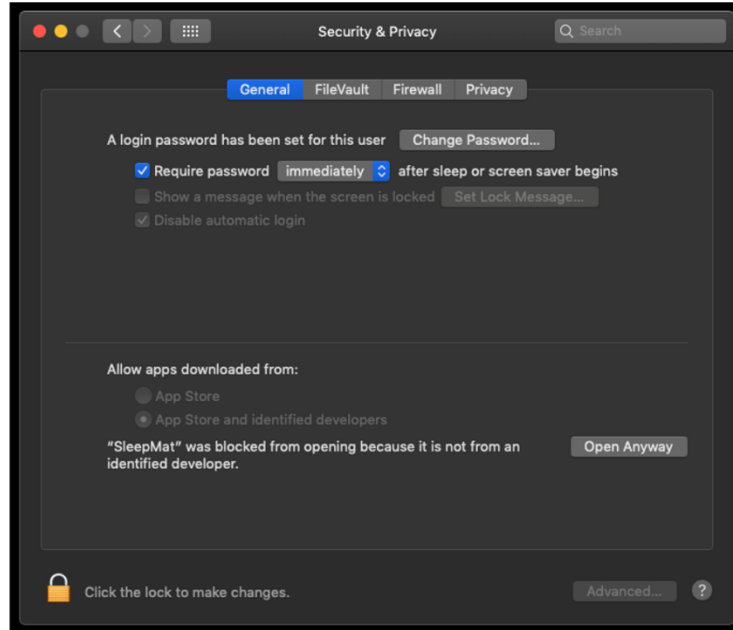 Security & Privacy
Search
General FileVault Firewall Privacy
A login password has been set for this user Change Password...
Require password immediately after sleep or screen saver begins
Show a message when the screen is locked Set Lock Message...
Disable automatic login
Allow apps downloaded from:
App Store
App Store and identified developers
“SleepMat” was blocked from opening because it is not from an Open Anyway
identified developer.
Click the lock to make changes. Advanced... ?